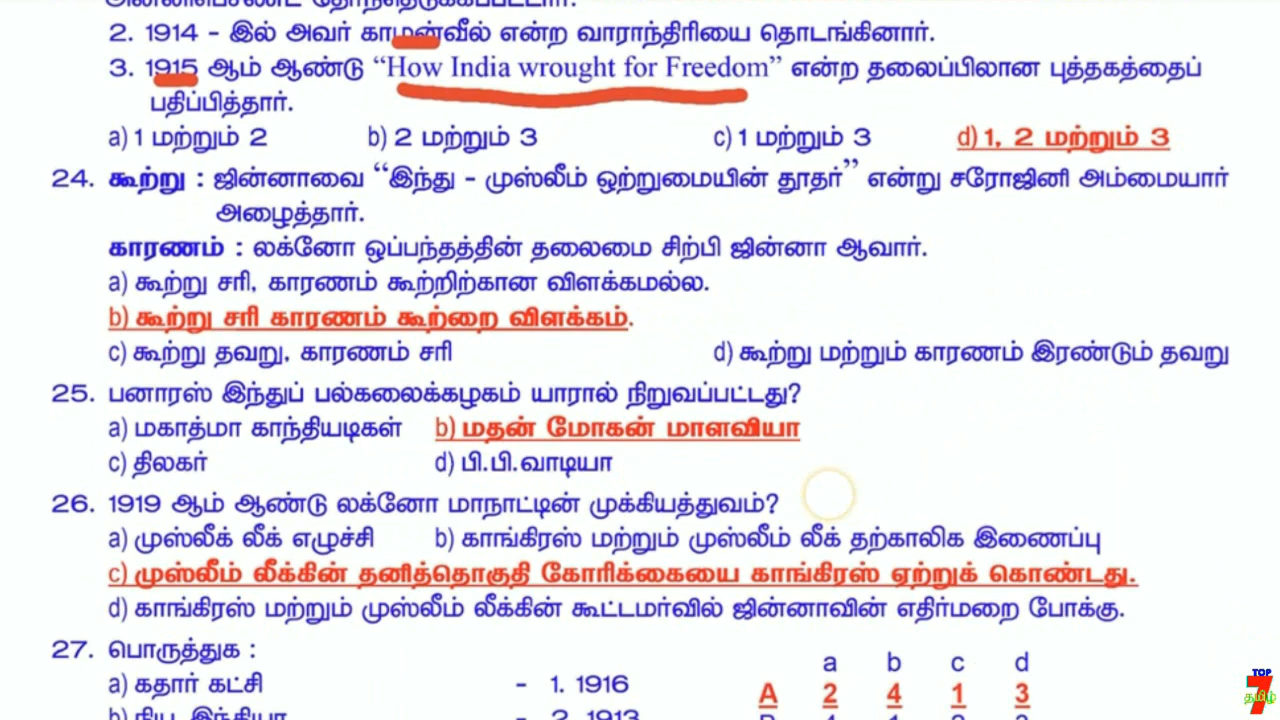 2. 1914 - இல் அவர் காமன்வீல் என்ற வாராந்திரியை தொடங்கினார்.
3. 1915 ஆம் ஆண்டு “How India wrought for Freedom” என்ற தலைப்பிலான புத்தகத்தைப்
பதிப்பித்தார்.
a) 1 மற்றும் 2 b) 2 மற்றும் 3 c) 1 மற்றும் 3 d) 1, 2 மற்றும் 3
24. கூற்று : ஜின்னாவை “இந்து - முஸ்லீம் ஒற்றுமையின் தூதர்” என்று சரோஜினி அம்மையார்
அழைத்தார்.
காரணம் : லக்னோ ஒப்பந்தத்தின் தலைமை சிற்பி ஜின்னா ஆவார்.
a) கூற்று சரி, காரணம் கூற்றிற்கான விளக்கமல்ல.
b) கூற்று சரி காரணம் கூற்றை விளக்கம்.
c) கூற்று தவறு, காரணம் சரி d) கூற்று மற்றும் காரணம் இரண்டும் தவறு
25. பனாரஸ் இந்துப் பல்கலைக்கழகம் யாரால் நிறுவப்பட்டது?
a) மகாத்மா காந்தியடிகள் b) மதன் மோகன் மாளவியா
c) திலகர் d) பி.பி.வாடியா
26. 1919 ஆம் ஆண்டு லக்னோ மாநாட்டின் முக்கியத்துவம்?
a) முஸ்லீக் லீக் எழுச்சி b) காங்கிரஸ் மற்றும் முஸ்லீம் லீக் தற்காலிக இணைப்பு
c) முஸ்லீம் லீக்கின் தனித்தொகுதி கோரிக்கையை காங்கிரஸ் ஏற்றுக் கொண்டது.
d) காங்கிரஸ் மற்றும் முஸ்லீம் லீக்கின் கூட்டமர்வில் ஜின்னாவின் எதிர்மறை போக்கு.
27. பொருத்துக :
a b c d
a) கதார் கட்சி - 1. 1916 A 2 4 1 3
- 2. 1913
TOP
7
தமிழ்